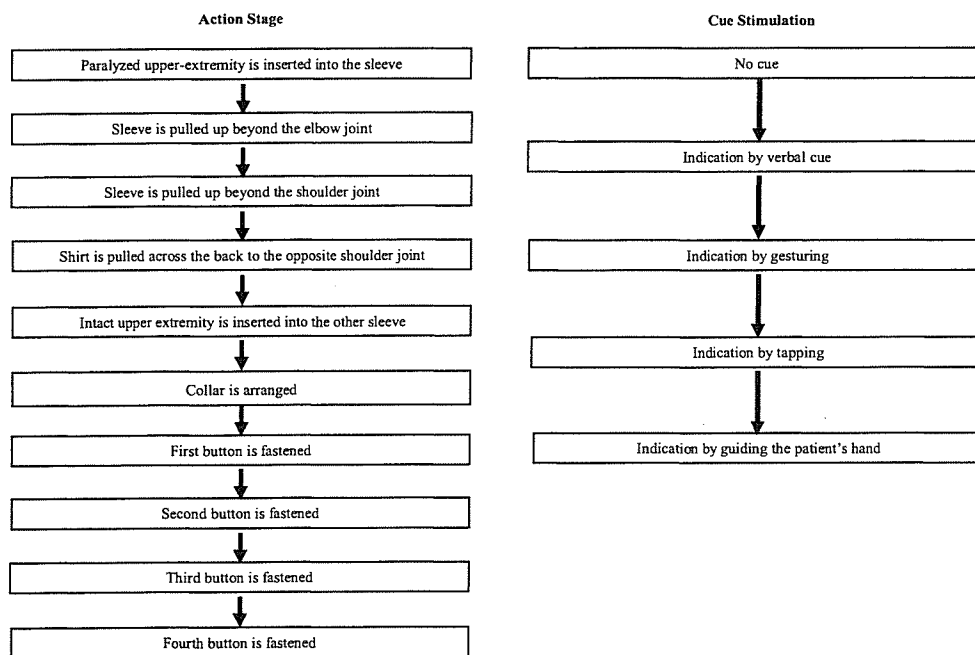 Action Stage
Paralyzed upper-extremity is inserted into the sleeve
Sleeve is pulled up beyond the elbow joint
Sleeve is pulled up beyond the shoulder joint
Shirt is pulled across the back to the opposite shoulder joint
Intact upper extremity is inserted into the other sleeve
Collar is arranged
First button is fastened
Second button is fastened
Third button is fastened
Fourth button is fastened
Cue Stimulation
No cue
Indication by verbal cue
Indication by gesturing
Indication by tapping
Indication by guiding the patient's hand